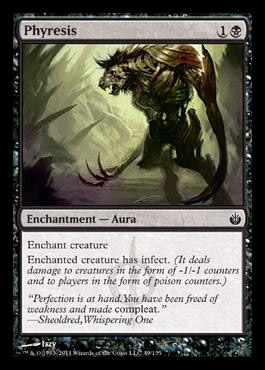 Phyresis 1
Enchantment — Aura
Enchant creature
Enchanted creature has infect. (It deals
damage to creatures in the form of -1/-1 counters
and to players in the form of poison counters.)
"Perfection is at hand. You have been freed of
weakness and made compleat."
—Sheoldred, Whispering One
Izzy
™ & © 1993–2011 Wizards of the Coast LLC 49/155